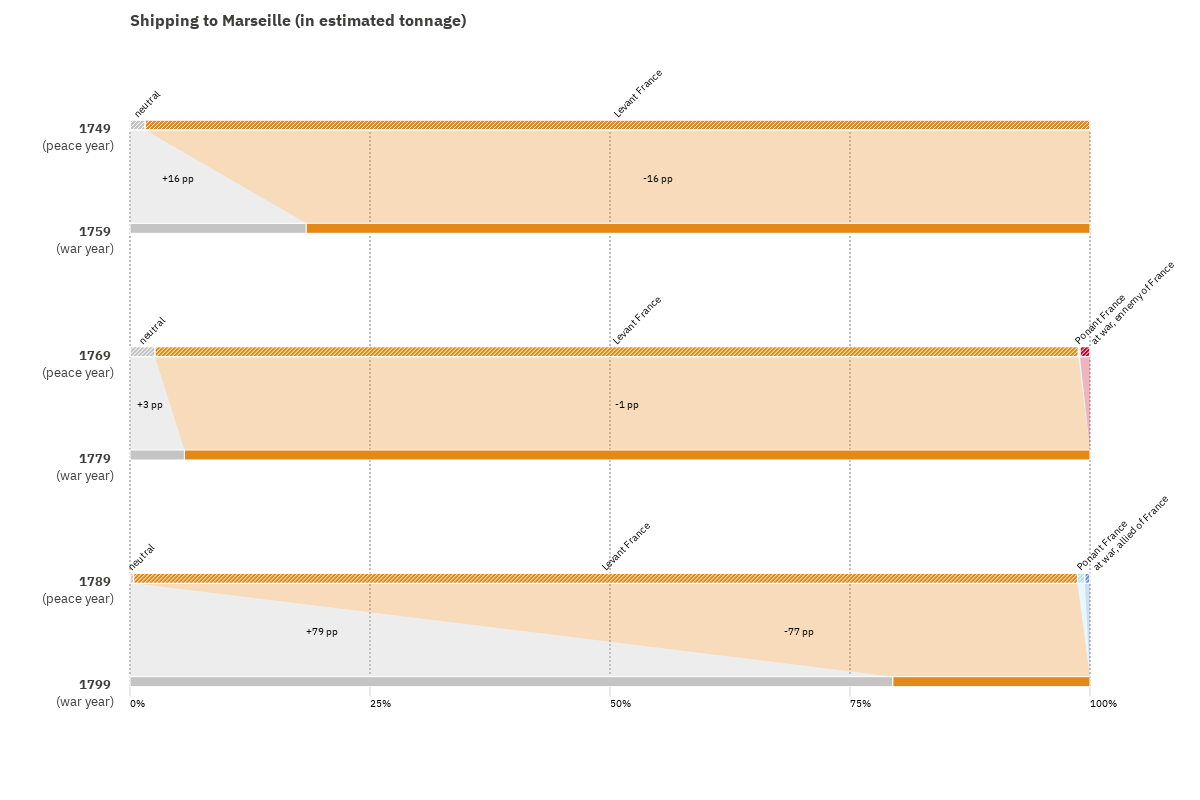 Shipping to Marseille (in estimated tonnage)
neutral
Levant France
1749
(peace year)
+16 pp
-16 pp
1759
(war year)
neutral
Levant France
Ponant France
at war, ennemy of France
1769
(peace year)
+3 pp
-1 pp
1779
(war year)
neutral
Levant France
Ponant France
at war, allied of France
1789
(peace year)
+79 pp
-77 pp
1799
(war year)
0%
25%
50%
75%
100%